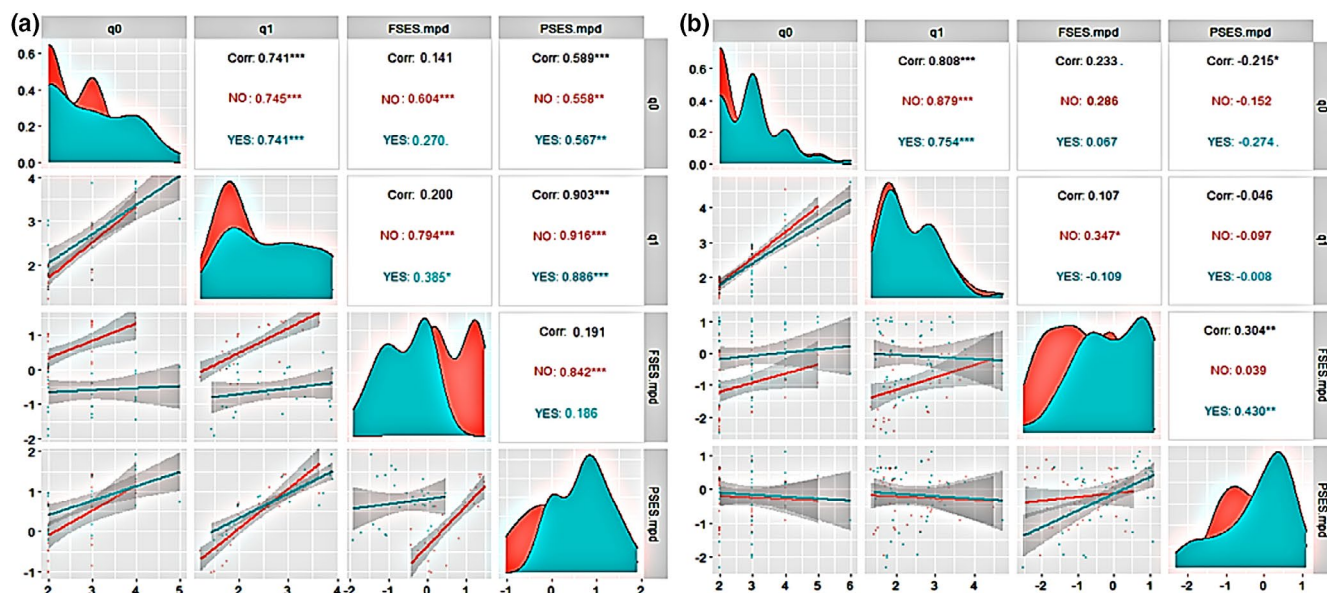 (a)
q0
q1
FSES.mpd
PSES.mpd
0.6
0.4
0.2
0.0
Corr: 0.741***
NO: 0.745***
YES: 0.741***
Corr: 0.141
NO: 0.604***
YES: 0.270.
Corr: 0.589***
NO: 0.558**
YES: 0.567**
q0
4
3
2
Corr: 0.200
NO: 0.794***
YES: 0.385*
Corr: 0.903***
NO: 0.916***
YES: 0.886***
q1
1
0
-1
-2
Corr: 0.191
NO: 0.842***
YES: 0.186
FSES.mpd
2
1
0
-1
PSES.mpd
2 3 4 5
2 3 4
-2 -1 0 1
-1 0 1 2
(b)
q0
q1
FSES.mpd
PSES.mpd
0.6
0.4
0.2
0.0
Corr: 0.808***
NO: 0.879***
YES: 0.754***
Corr: 0.233.
NO: 0.286
YES: 0.067
Corr: -0.215*
NO: -0.152
YES: -0.274.
q0
4
3
2
Corr: 0.107
NO: 0.347*
YES: -0.109
Corr: -0.046
NO: -0.097
YES: -0.008
q1
1
0
-1
-2
Corr: 0.304**
NO: 0.039
YES: 0.430**
FSES.mpd
1
0
-1
-2
PSES.mpd
2 3 4 5 6
2 3 4
-2 -1 0 1
-2 -1 0 1